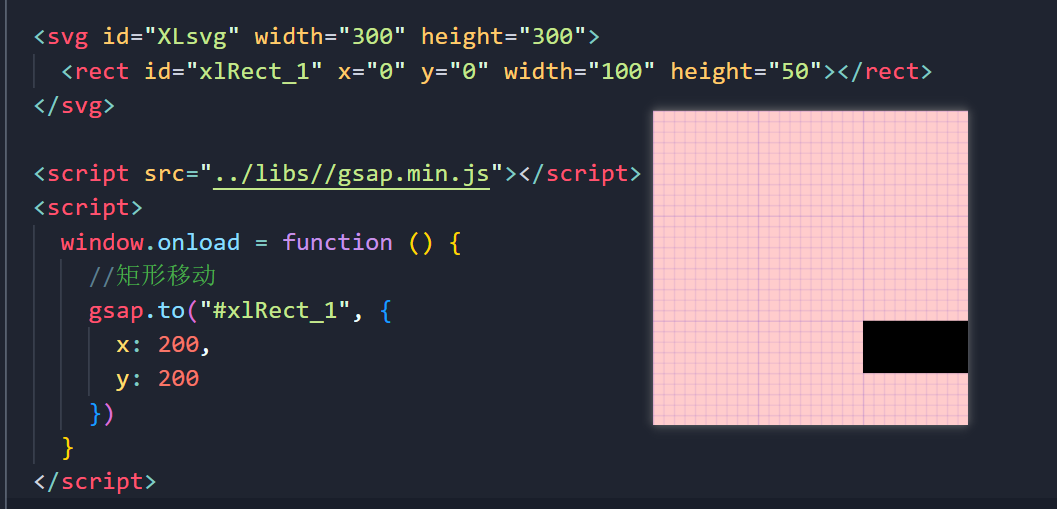 <svg id="XLsvg" width="300" height="300">
<rect id="xlRect_1" x="0" y="0" width="100" height="50"></rect>
</svg>
<script src="../libs//gsap.min.js"></script>
<script>
window.onload = function () {
//矩形移动
gsap.to("#xlRect_1", {
x: 200,
y: 200
})
}
</script>